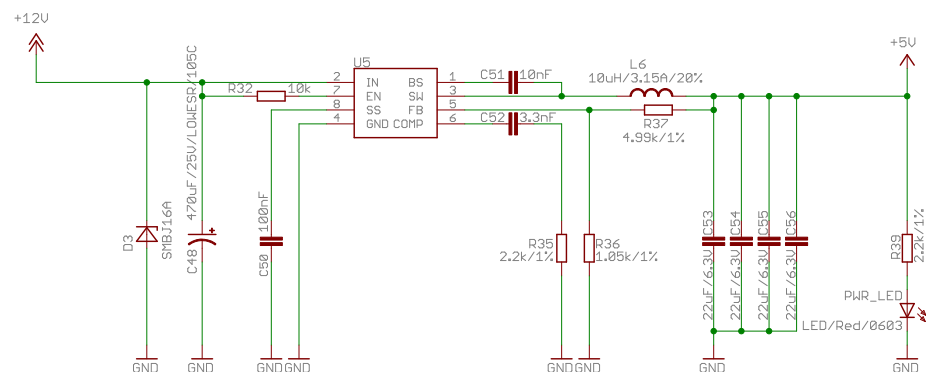 +12V
+5V
470uF/25V/LOWESR/105C
C48
U5
2 IN BS 1
7 EN SW 3
8 SS FB 5
4 GND COMP 6
R32 10k
C51 10nF
C52 3.3nF
L6
10uH/3.15A/20%
R37
4.99k/1%
D3
SMBJ16A
C50 100nF
R35
2.2k/1%
R36
1.05k/1%
C53
22uF/6.3V
C54
22uF/6.3V
C55
22uF/6.3V
C56
22uF/6.3V
R39
2.2k/1%
PWR_LED
LED/Red/0603
GND
GND
GND
GND
GND
GND
GND
GND